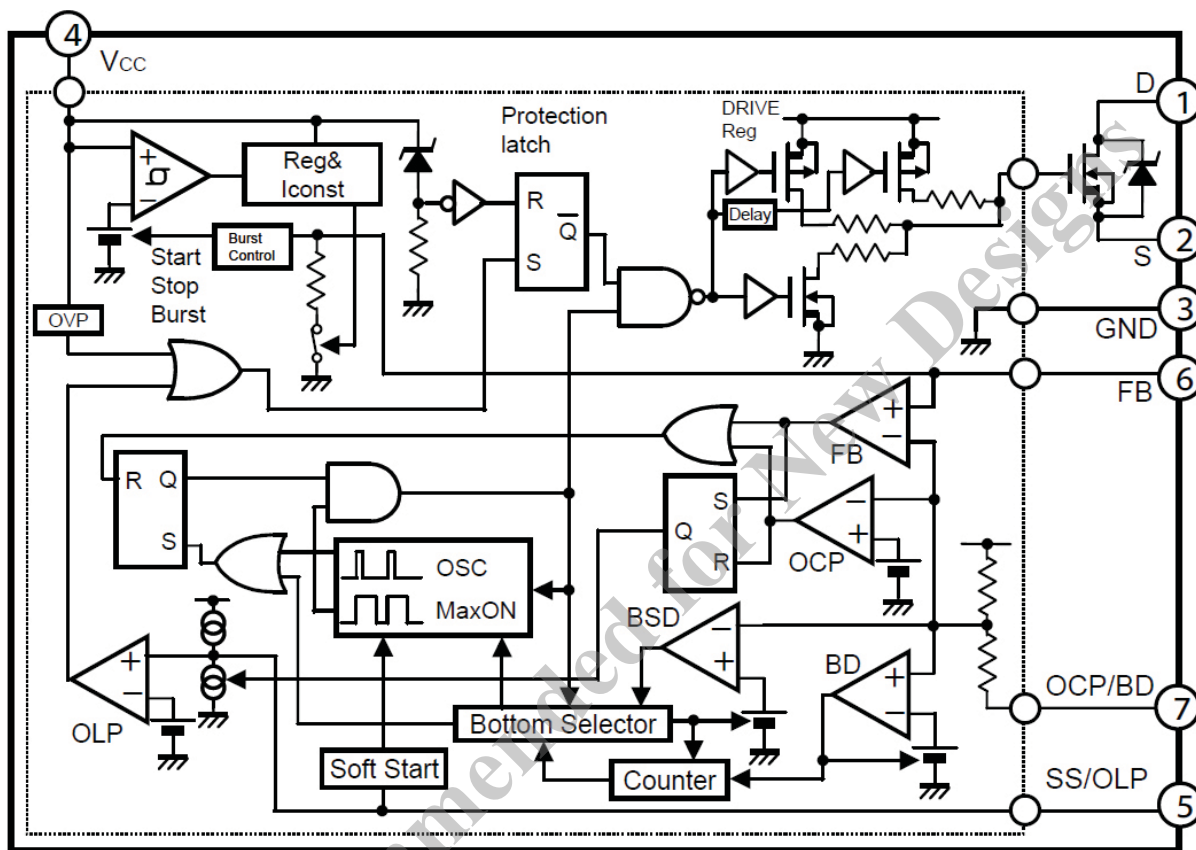 4
VCC
D
1
Protection
latch
DRIVE
Reg
+
−
Reg&
Iconst
R
Q
S
Delay
Burst
Control
Start
Stop
Burst
2
S
OVP
3
GND
6
FB
+
−
FB
R
Q
S
S
Q
R
−
+
OCP
OSC
MaxON
BSD
−
+
BD
+
−
OCP/BD
7
+
−
OLP
Bottom Selector
Soft Start
Counter
SS/OLP
5
mmended for New Designs